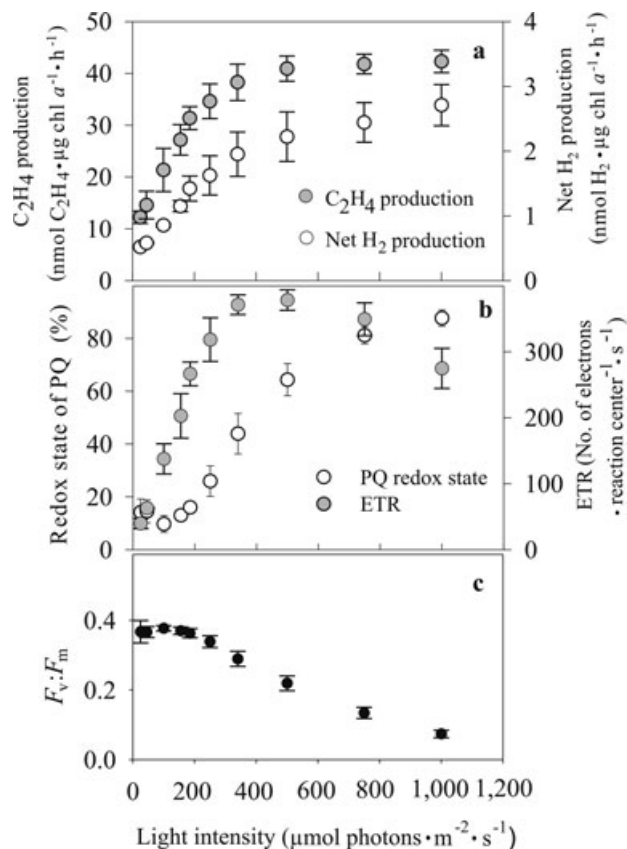 a
C₂H₄ production
(nmol C₂H₄•µg chl a⁻¹•h⁻¹)
50
40
30
20
10
0
4
3
2
1
0
Net H₂ production
(nmol H₂•µg chl a⁻¹•h⁻¹)
C₂H₄ production
Net H₂ production
b
Redox state of PQ (%)
80
60
40
20
0
300
200
100
0
ETR (No. of electrons
•reaction center⁻¹•s⁻¹)
PQ redox state
ETR
c
Fᵥ:Fₘ
0.4
0.2
0.0
0 200 400 600 800 1,000 1,200
Light intensity (µmol photons•m⁻²•s⁻¹)